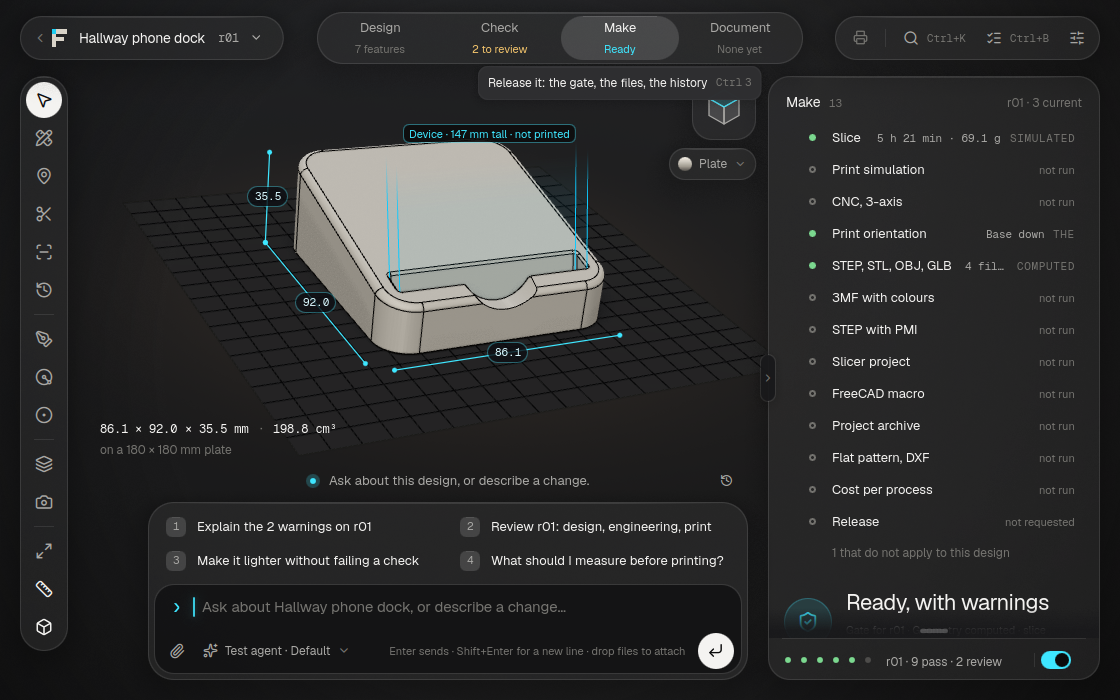 Hallway phone dock r01
Design
7 features
Check
2 to review
Make
Ready
Document
None yet
Ctrl+K
Ctrl+B
Release it: the gate, the files, the history Ctrl 3
Plate
Device · 147 mm tall · not printed
35.5
92.0
86.1
86.1 × 92.0 × 35.5 mm · 198.8 cm³
on a 180 × 180 mm plate
Ask about this design, or describe a change.
1 Explain the 2 warnings on r01
2 Review r01: design, engineering, print
3 Make it lighter without failing a check
4 What should I measure before printing?
Ask about Hallway phone dock, or describe a change…
Test agent · Default
Enter sends · Shift+Enter for a new line · drop files to attach
Make 13 r01 · 3 current
Slice 5 h 21 min · 69.1 g SIMULATED
Print simulation not run
CNC, 3-axis not run
Print orientation Base down THE
STEP, STL, OBJ, GLB 4 fil… COMPUTED
3MF with colours not run
STEP with PMI not run
Slicer project not run
FreeCAD macro not run
Project archive not run
Flat pattern, DXF not run
Cost per process not run
Release not requested
1 that do not apply to this design
Ready, with warnings
r01 · 9 pass · 2 review